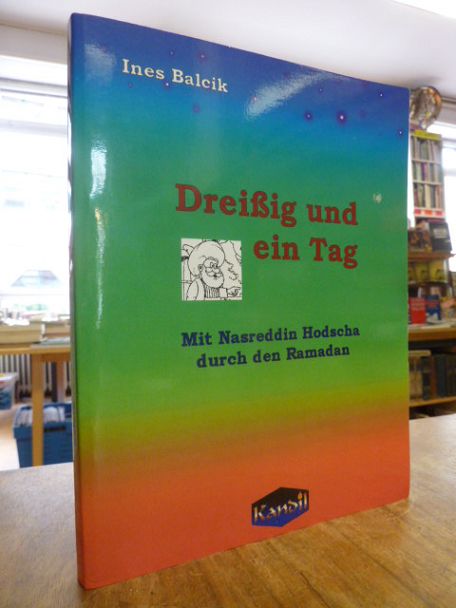 Ines Balcik
Dreißig und
ein Tag
Mit Nasreddin Hodscha
durch den Ramadan
Kandil